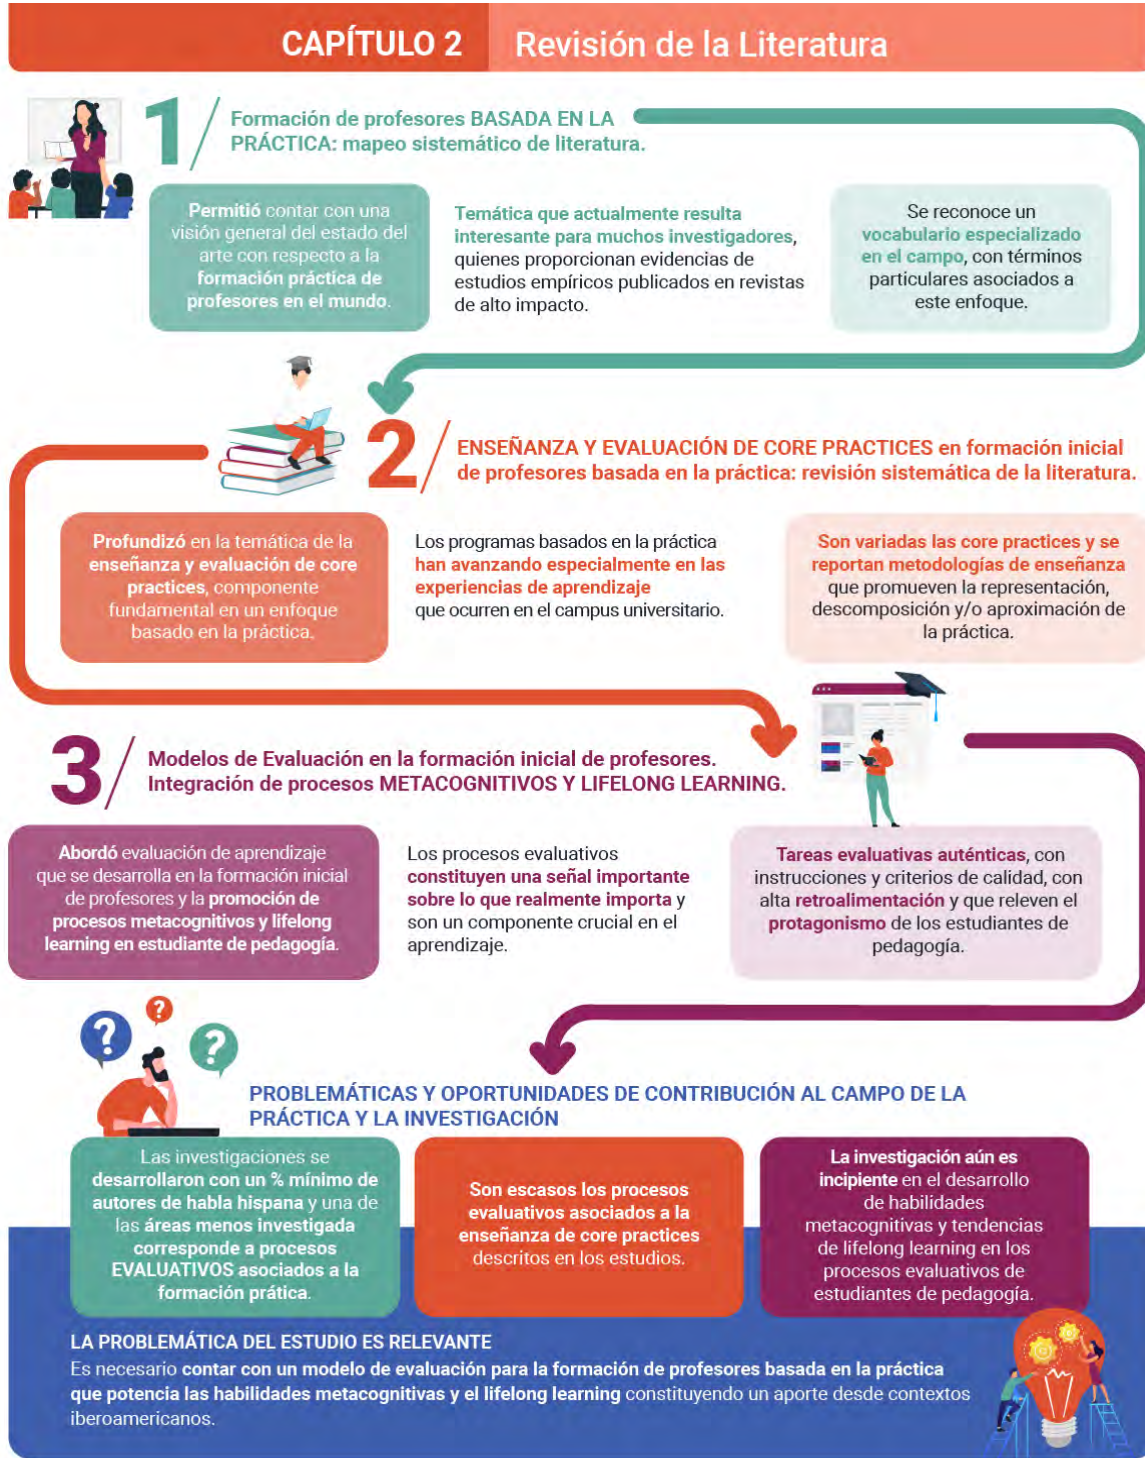 CAPÍTULO 2 Revisión de la Literatura
1/
Formación de profesores BASADA EN LA
PRÁCTICA: mapeo sistemático de literatura.
Permitió contar con una
visión general del estado del
arte con respecto a la
formación práctica de
profesores en el mundo.
Temática que actualmente resulta
interesante para muchos investigadores,
quienes proporcionan evidencias de
estudios empíricos publicados en revistas
de alto impacto.
Se reconoce un
vocabulario especializado
en el campo, con términos
particulares asociados a
este enfoque.
2/
ENSEÑANZA Y EVALUACIÓN DE CORE PRACTICES en formación inicial
de profesores basada en la práctica: revisión sistemática de la literatura.
Profundizó en la temática de la
enseñanza y evaluación de core
practices, componente
fundamental en un enfoque
basado en la práctica.
Los programas basados en la práctica
han avanzando especialmente en las
experiencias de aprendizaje
que ocurren en el campus universitario.
Son variadas las core practices y se
reportan metodologías de enseñanza
que promueven la representación,
descomposición y/o aproximación de
la práctica.
3/
Modelos de Evaluación en la formación inicial de profesores.
Integración de procesos METACOGNITIVOS Y LIFELONG LEARNING.
Abordó evaluación de aprendizaje
que se desarrolla en la formación inicial
de profesores y la promoción de
procesos metacognitivos y lifelong
learning en estudiante de pedagogía.
Los procesos evaluativos
constituyen una señal importante
sobre lo que realmente importa y
son un componente crucial en el
aprendizaje.
Tareas evaluativas auténticas, con
instrucciones y criterios de calidad, con
alta retroalimentación y que releven el
protagonismo de los estudiantes de
pedagogía.
? ? ?
PROBLEMÁTICAS Y OPORTUNIDADES DE CONTRIBUCIÓN AL CAMPO DE LA
PRÁCTICA Y LA INVESTIGACIÓN
Las investigaciones se
desarrollaron con un % mínimo de
autores de habla hispana y una de
las áreas menos investigada
corresponde a procesos
EVALUATIVOS asociados a la
formación prática.
Son escasos los procesos
evaluativos asociados a la
enseñanza de core practices
descritos en los estudios.
La investigación aún es
incipiente en el desarrollo
de habilidades
metacognitivas y tendencias
de lifelong learning en los
procesos evaluativos de
estudiantes de pedagogía.
LA PROBLEMÁTICA DEL ESTUDIO ES RELEVANTE
Es necesario contar con un modelo de evaluación para la formación de profesores basada en la práctica
que potencia las habilidades metacognitivas y el lifelong learning constituyendo un aporte desde contextos
iberoamericanos.